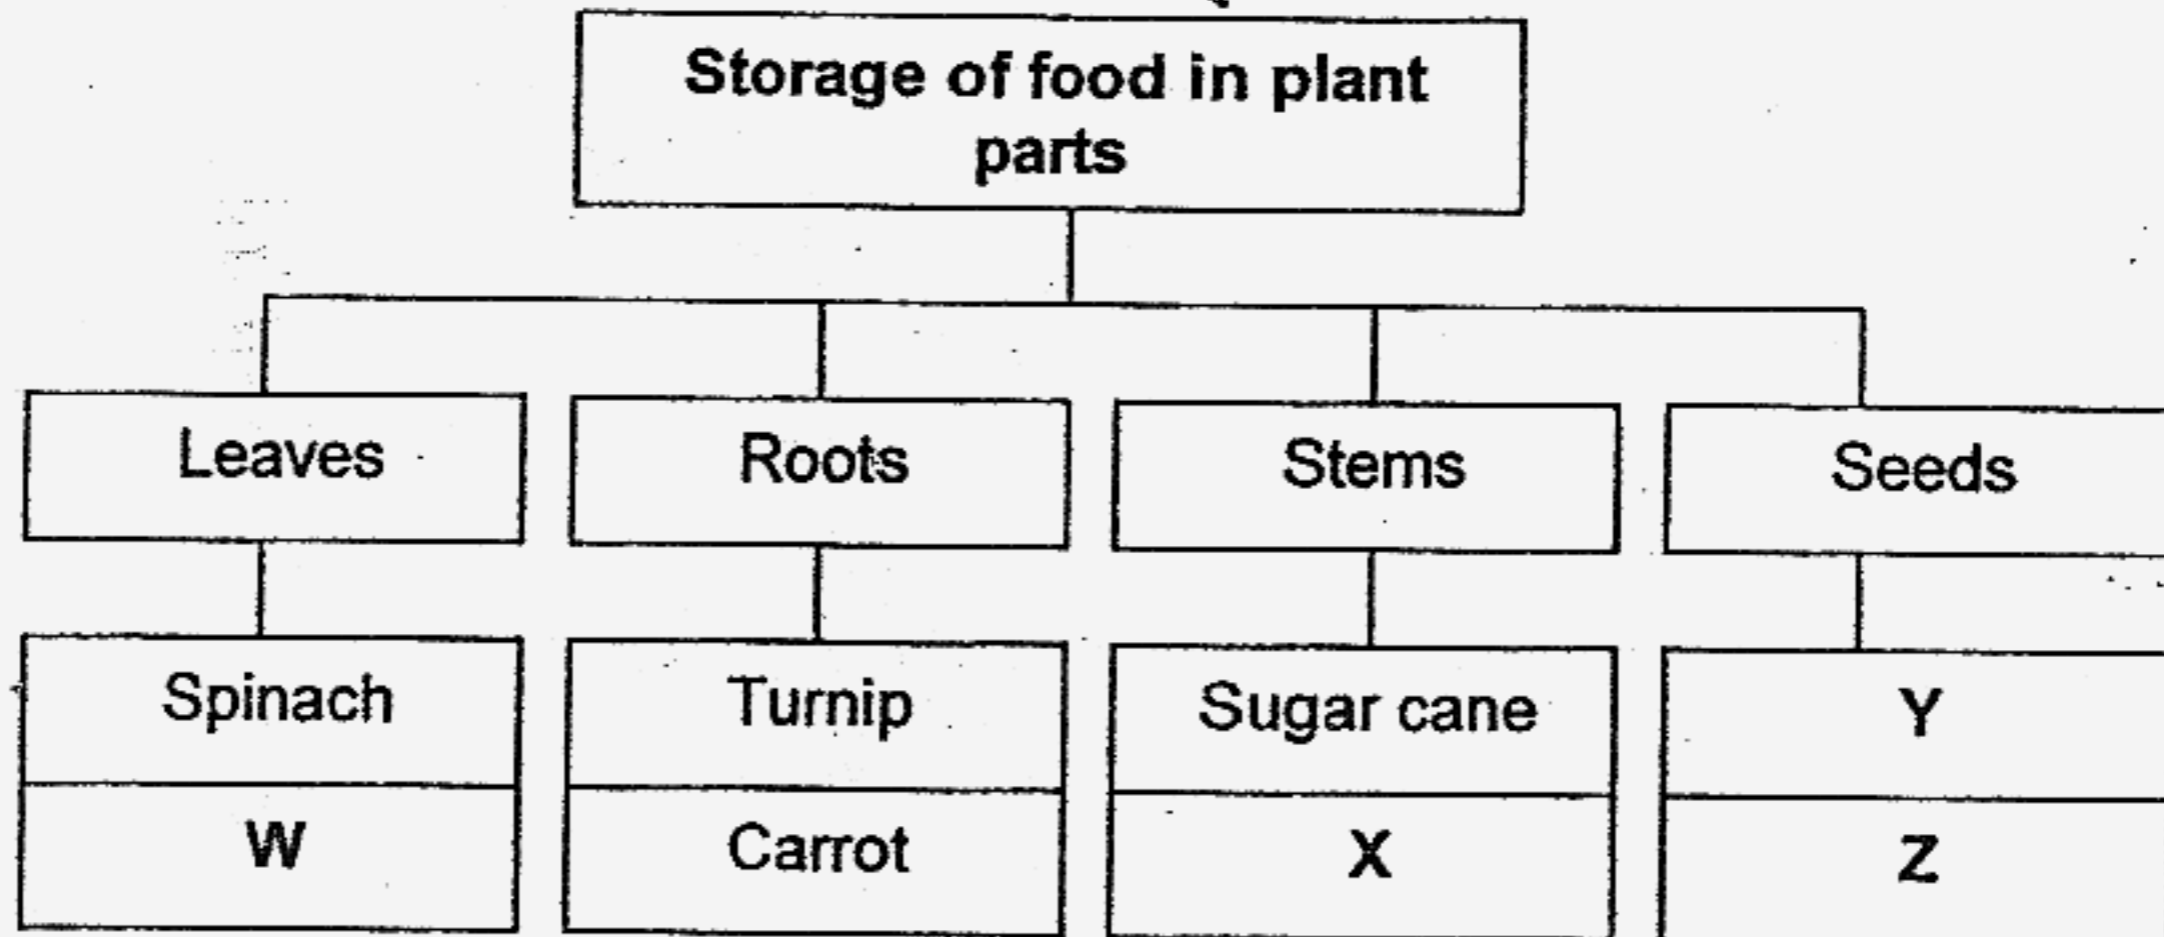 Storage of food in plant
parts
Leaves
Roots
Stems
Seeds
Spinach
Turnip
Sugar cane
Y
W
Carrot
X
Z